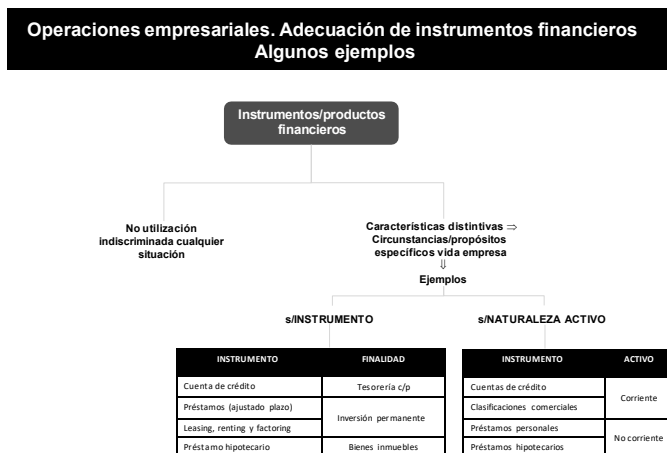 Operaciones empresariales. Adecuación de instrumentos financieros
Algunos ejemplos
Instrumentos/productos
financieros
No utilización
indiscriminada cualquier
situación
Características distintivas ⇒
Circunstancias/propósitos
específicos vida empresa
⇓
Ejemplos
s/INSTRUMENTO
s/NATURALEZA ACTIVO
INSTRUMENTO FINALIDAD
Cuenta de crédito Tesorería c/p
Préstamos (ajustado plazo)
Inversión permanente
Leasing, renting y factoring
Préstamo hipotecario Bienes inmuebles
INSTRUMENTO ACTIVO
Cuentas de crédito
Corriente
Clasificaciones comerciales
Préstamos personales
No corriente
Préstamos hipotecarios